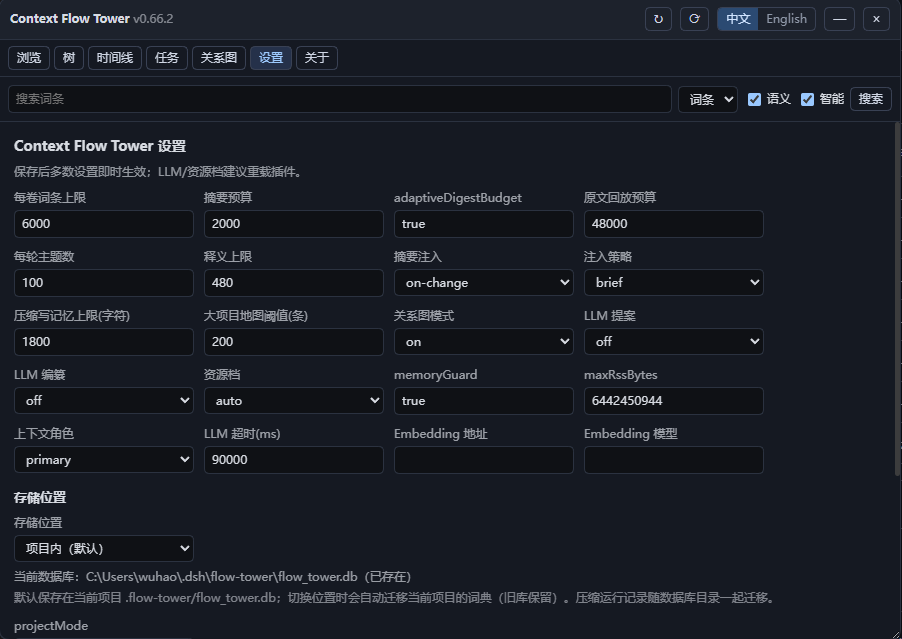 Context Flow Tower v0.66.2 ↻ ⟳ 中文 English — ×
浏览 树 时间线 任务 关系图 设置 关于
搜索词条 词条 语义 智能 搜索
Context Flow Tower 设置
保存后多数设置即时生效；LLM/资源档建议重载插件。
每卷词条上限 摘要预算 adaptiveDigestBudget 原文回放预算
6000 2000 true 48000
每轮主题数 释义上限 摘要注入 注入策略
100 480 on-change brief
压缩写记忆上限(字符) 大项目地图阈值(条) 关系图模式 LLM 提案
1800 200 on off
LLM 编纂 资源档 memoryGuard maxRssBytes
off auto true 6442450944
上下文角色 LLM 超时(ms) Embedding 地址 Embedding 模型
primary 90000
存储位置
存储位置
项目内（默认）
当前数据库：C:\Users\wuhao\.dsh\flow-tower\flow_tower.db（已存在）
默认保存在当前项目 .flow-tower/flow_tower.db；切换位置时会自动迁移当前项目的词典（旧库保留）。压缩运行记录随数据库目录一起迁移。
projectMode